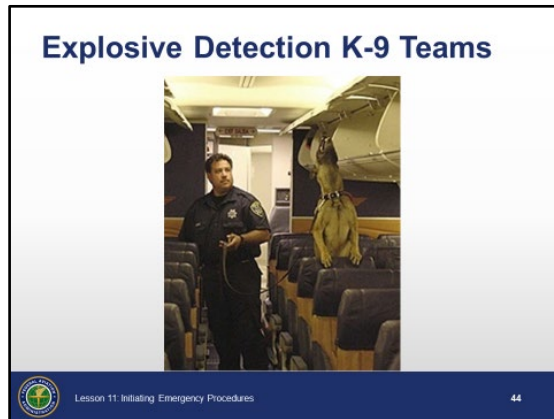 Explosive Detection K-9 Teams
Lesson 11: Initiating Emergency Procedures
44